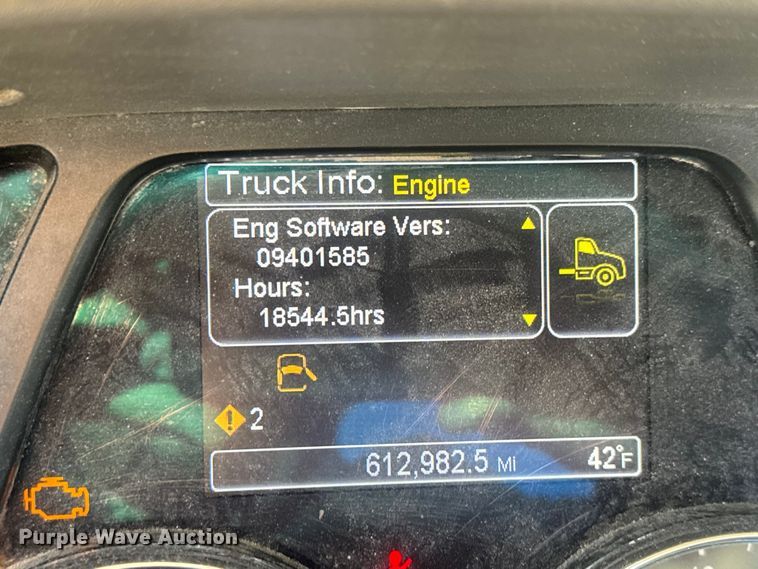 Truck Info: Engine
Eng Software Vers:
09401585
Hours:
18544.5hrs
2
612,982.5 Mi 42°F
Purple Wave Auction